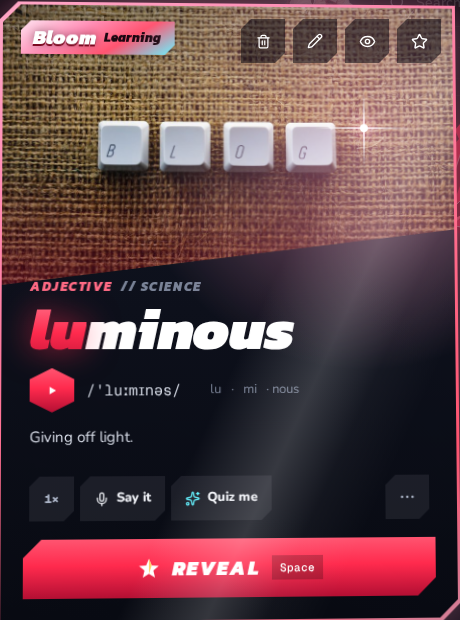 Bloom Learning
B L O G
ADJECTIVE // SCIENCE
luminous
/ˈluːmɪnəs/ lu · mi · nous
Giving off light.
1× Say it Quiz me ...
REVEAL Space